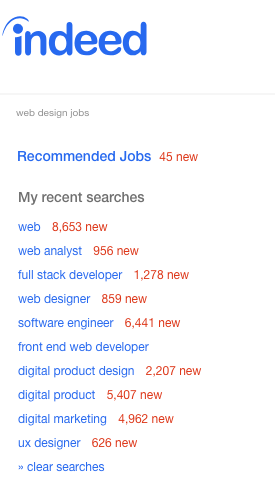 indeed
web design jobs
Recommended Jobs 45 new
My recent searches
web 8,653 new
web analyst 956 new
full stack developer 1,278 new
web designer 859 new
software engineer 6,441 new
front end web developer
digital product design 2,207 new
digital product 5,407 new
digital marketing 4,962 new
ux designer 626 new
» clear searches